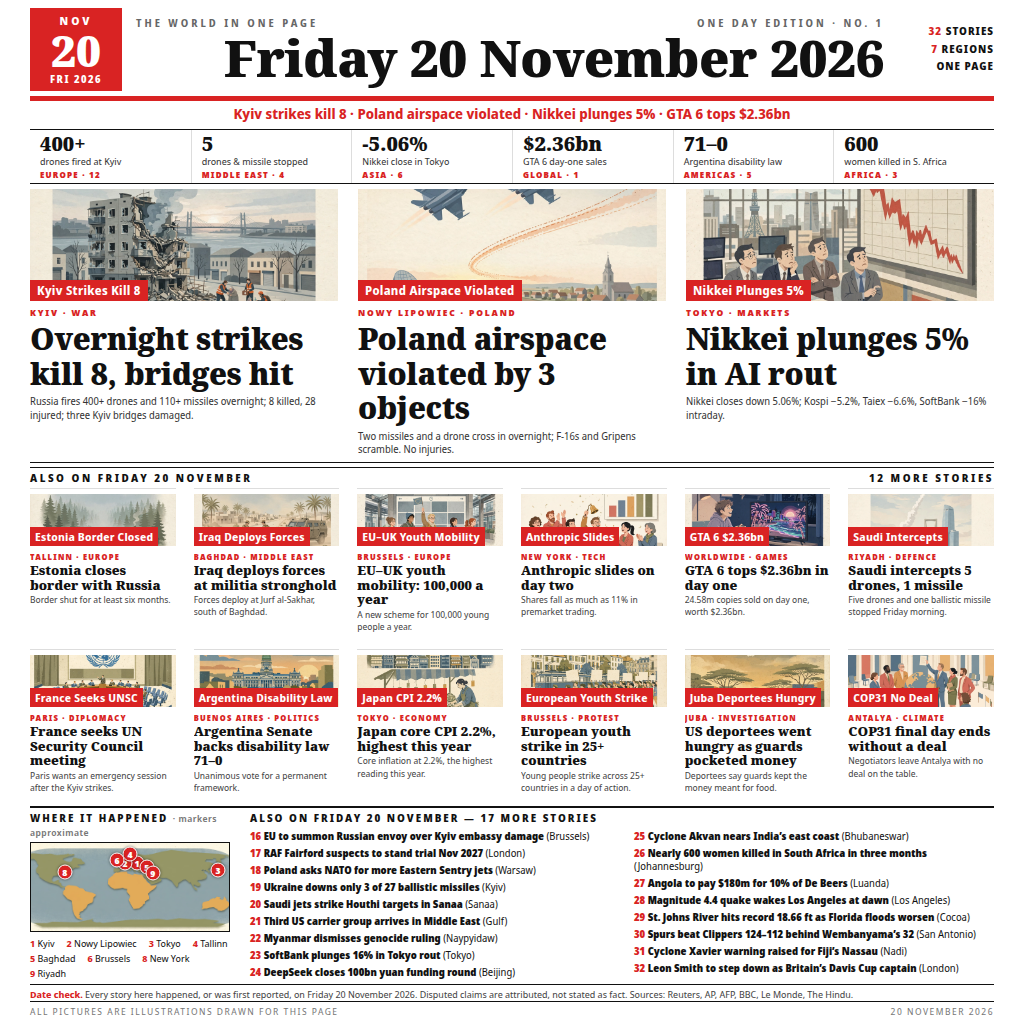 NOV
20
FRI 2026
THE WORLD IN ONE PAGE
ONE DAY EDITION · NO. 1
Friday 20 November 2026
32 STORIES
7 REGIONS
ONE PAGE
Kyiv strikes kill 8 · Poland airspace violated · Nikkei plunges 5% · GTA 6 tops $2.36bn
400+
drones fired at Kyiv
EUROPE · 12
5
drones & missile stopped
MIDDLE EAST · 4
-5.06%
Nikkei close in Tokyo
ASIA · 6
$2.36bn
GTA 6 day-one sales
GLOBAL · 1
71–0
Argentina disability law
AMERICAS · 5
600
women killed in S. Africa
AFRICA · 3
Kyiv Strikes Kill 8
KYIV · WAR
Overnight strikes
kill 8, bridges hit
Russia fires 400+ drones and 110+ missiles overnight; 8 killed, 28
injured; three Kyiv bridges damaged.
Poland Airspace Violated
NOWY LIPOWIEC · POLAND
Poland airspace
violated by 3
objects
Two missiles and a drone cross in overnight; F-16s and Gripens
scramble. No injuries.
Nikkei Plunges 5%
TOKYO · MARKETS
Nikkei plunges 5%
in AI rout
Nikkei closes down 5.06%; Kospi −5.2%, Taiex −6.6%, SoftBank −16%
intraday.
ALSO ON FRIDAY 20 NOVEMBER
12 MORE STORIES
Estonia Border Closed
TALLINN · EUROPE
Estonia closes
border with Russia
Border shut for at least six months.
Iraq Deploys Forces
BAGHDAD · MIDDLE EAST
Iraq deploys forces
at militia stronghold
Forces deploy at Jurf al-Sakhar,
south of Baghdad.
EU–UK Youth Mobility
BRUSSELS · EUROPE
EU–UK youth
mobility: 100,000 a
year
A new scheme for 100,000 young
people a year.
Anthropic Slides
NEW YORK · TECH
Anthropic slides on
day two
Shares fall as much as 11% in
premarket trading.
GTA 6 $2.36bn
WORLDWIDE · GAMES
GTA 6 tops $2.36bn in
day one
24.58m copies sold on day one,
worth $2.36bn.
Saudi Intercepts
RIYADH · DEFENCE
Saudi intercepts 5
drones, 1 missile
Five drones and one ballistic missile
stopped Friday morning.
France Seeks UNSC
PARIS · DIPLOMACY
France seeks UN
Security Council
meeting
Paris wants an emergency session
after the Kyiv strikes.
Argentina Disability Law
BUENOS AIRES · POLITICS
Argentina Senate
backs disability law
71–0
Unanimous vote for a permanent
framework.
Japan CPI 2.2%
TOKYO · ECONOMY
Japan core CPI 2.2%,
highest this year
Core inflation at 2.2%, the highest
reading this year.
European Youth Strike
BRUSSELS · PROTEST
European youth
strike in 25+
countries
Young people strike across 25+
countries in a day of action.
Juba Deportees Hungry
JUBA · INVESTIGATION
US deportees went
hungry as guards
pocketed money
Deportees say guards kept the
money meant for food.
COP31 No Deal
ANTALYA · CLIMATE
COP31 final day ends
without a deal
Negotiators leave Antalya with no
deal on the table.
WHERE IT HAPPENED · markers
approximate
4
6
1
8
9
3
1 Kyiv 2 Nowy Lipowiec 3 Tokyo 4 Tallinn
5 Baghdad 6 Brussels 8 New York
9 Riyadh
ALSO ON FRIDAY 20 NOVEMBER — 17 MORE STORIES
16 EU to summon Russian envoy over Kyiv embassy damage (Brussels)
17 RAF Fairford suspects to stand trial Nov 2027 (London)
18 Poland asks NATO for more Eastern Sentry jets (Warsaw)
19 Ukraine downs only 3 of 27 ballistic missiles (Kyiv)
20 Saudi jets strike Houthi targets in Sanaa (Sanaa)
21 Third US carrier group arrives in Middle East (Gulf)
22 Myanmar dismisses genocide ruling (Naypyidaw)
23 SoftBank plunges 16% in Tokyo rout (Tokyo)
24 DeepSeek closes 100bn yuan funding round (Beijing)
25 Cyclone Akvan nears India’s east coast (Bhubaneswar)
26 Nearly 600 women killed in South Africa in three months
(Johannesburg)
27 Angola to pay $180m for 10% of De Beers (Luanda)
28 Magnitude 4.4 quake wakes Los Angeles at dawn (Los Angeles)
29 St. Johns River hits record 18.66 ft as Florida floods worsen (Cocoa)
30 Spurs beat Clippers 124–112 behind Wembanyama’s 32 (San Antonio)
31 Cyclone Xavier warning raised for Fiji’s Nassau (Nadi)
32 Leon Smith to step down as Britain’s Davis Cup captain (London)
Date check. Every story here happened, or was first reported, on Friday 20 November 2026. Disputed claims are attributed, not stated as fact. Sources: Reuters, AP, AFP, BBC, Le Monde, The Hindu.
ALL PICTURES ARE ILLUSTRATIONS DRAWN FOR THIS PAGE
20 NOVEMBER 2026